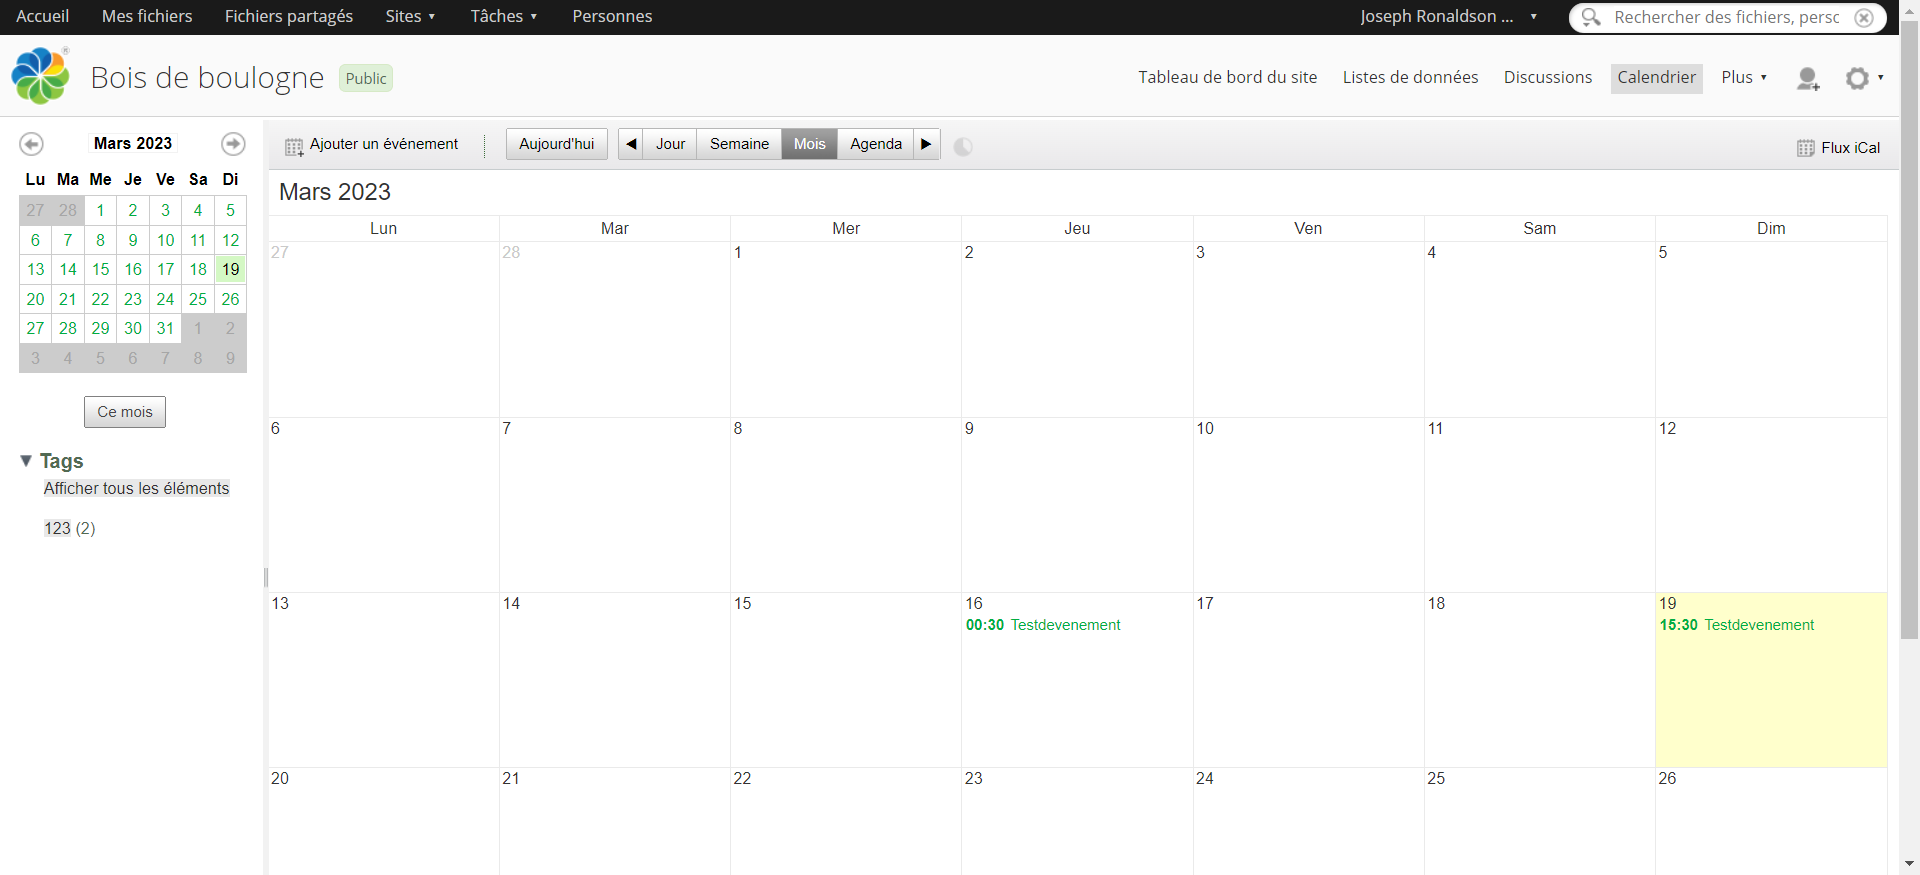 Accueil Mes fichiers Fichiers partagés Sites ▼ Tâches ▼ Personnes Joseph Ronaldson ... ▼ Rechercher des fichiers, persc
Bois de boulogne Public Tableau de bord du site Listes de données Discussions Calendrier Plus ▼
Mars 2023
Lu Ma Me Je Ve Sa Di
27 28 1 2 3 4 5
6 7 8 9 10 11 12
13 14 15 16 17 18 19
20 21 22 23 24 25 26
27 28 29 30 31 1 2
3 4 5 6 7 8 9
Ce mois
▼ Tags
Afficher tous les éléments
123 (2)
Ajouter un événement Aujourd'hui ◀ Jour Semaine Mois Agenda ▶ Flux iCal
Mars 2023
Lun Mar Mer Jeu Ven Sam Dim
27 28 1 2 3 4 5
6 7 8 9 10 11 12
13 14 15 16 17 18 19
00:30 Testdevenement 15:30 Testdevenement
20 21 22 23 24 25 26